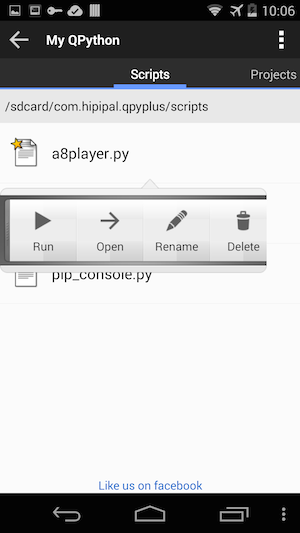 10:06
My QPython
Scripts
Projects
/sdcard/com.hipipal.qpyplus/scripts
a8player.py
Run
Open
Rename
Delete
pip_console.py
Like us on facebook